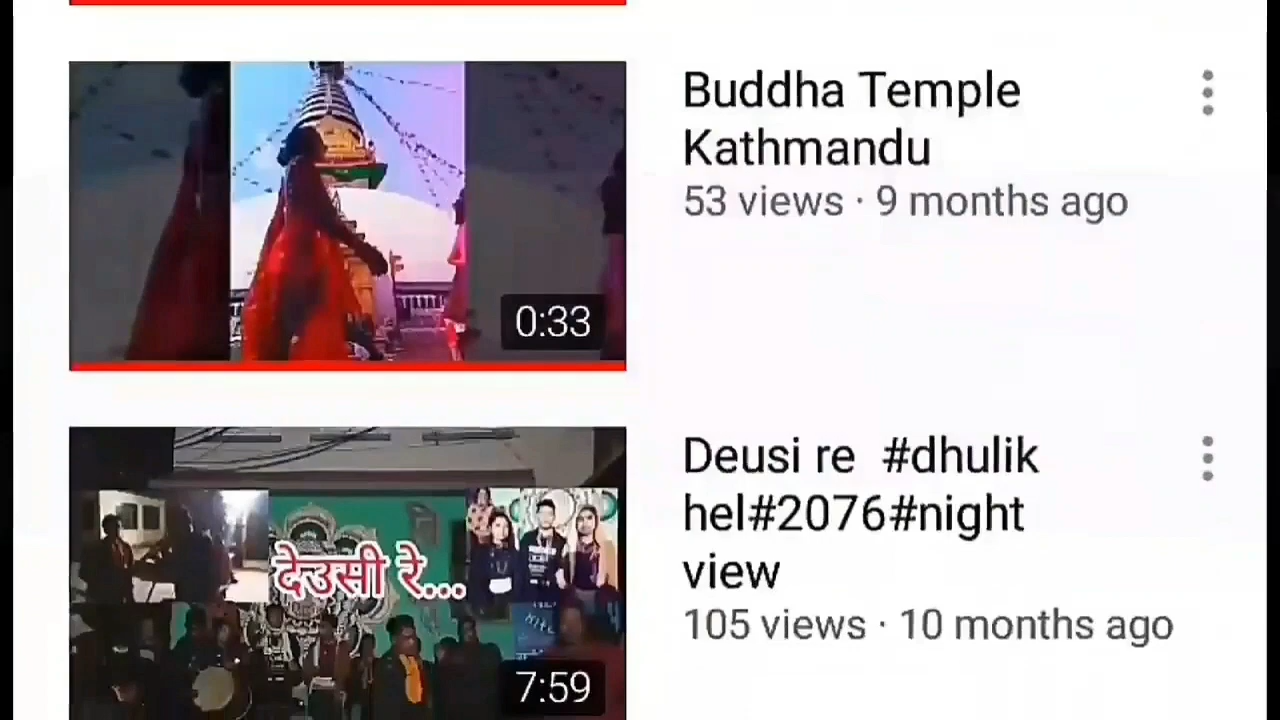 Buddha Temple
Kathmandu
53 views · 9 months ago
0:33
Deusi re #dhulik
hel#2076#night
view
105 views · 10 months ago
देउसी रे...
7:59